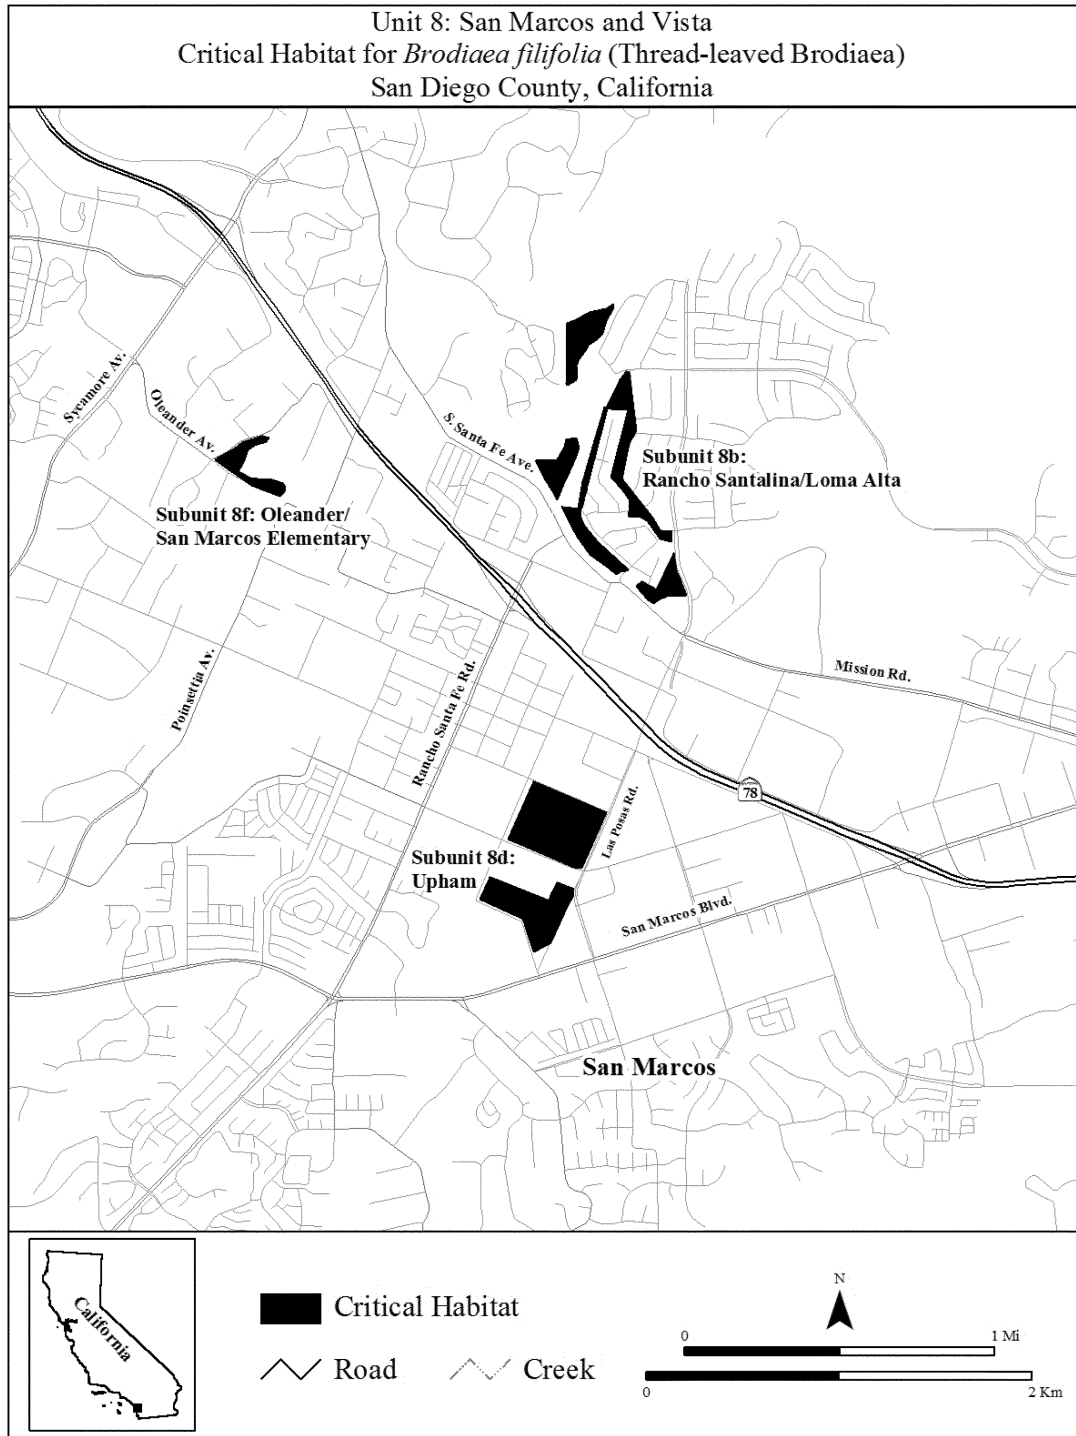 Unit 8: San Marcos and Vista
Critical Habitat for Brodiaea filifolia (Thread-leaved Brodiaea)
San Diego County, California
Sycamore Av.
Oleander Av.
S. Santa Fe Ave.
Subunit 8b:
Rancho Santalina/Loma Alta
Subunit 8f: Oleander/
San Marcos Elementary
Poinsettia Av.
Rancho Santa Fe Rd.
Mission Rd.
78
Las Posas Rd.
Subunit 8d:
Upham
San Marcos Blvd.
San Marcos
California
Critical Habitat
Road
Creek
N
0
1 Mi
0
2 Km